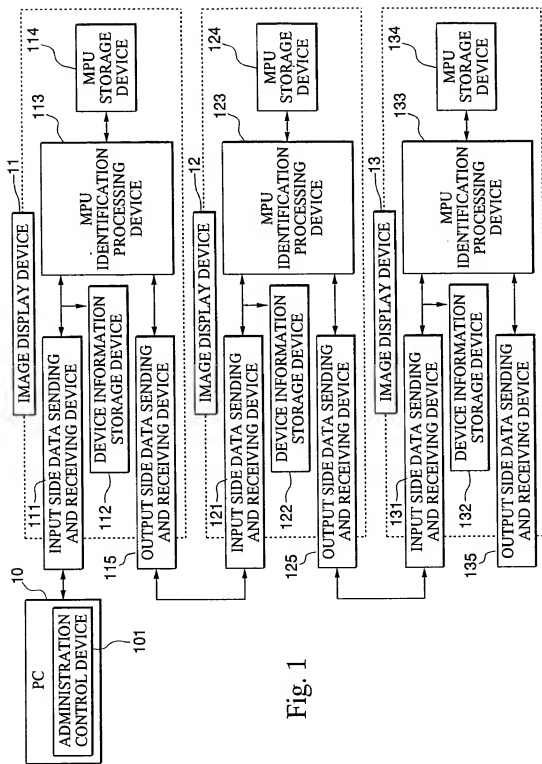 PC
10
ADMINISTRATION
CONTROL DEVICE
101
IMAGE DISPLAY DEVICE
11
111
INPUT SIDE DATA SENDING
AND RECEIVING DEVICE
112
DEVICE INFORMATION
STORAGE DEVICE
115
OUTPUT SIDE DATA SENDING
AND RECEIVING DEVICE
113
MPU
IDENTIFICATION
PROCESSING
DEVICE
114
MPU
STORAGE
DEVICE
IMAGE DISPLAY DEVICE
12
121
INPUT SIDE DATA SENDING
AND RECEIVING DEVICE
122
DEVICE INFORMATION
STORAGE DEVICE
125
OUTPUT SIDE DATA SENDING
AND RECEIVING DEVICE
123
MPU
IDENTIFICATION
PROCESSING
DEVICE
124
MPU
STORAGE
DEVICE
IMAGE DISPLAY DEVICE
13
131
INPUT SIDE DATA SENDING
AND RECEIVING DEVICE
132
DEVICE INFORMATION
STORAGE DEVICE
135
OUTPUT SIDE DATA SENDING
AND RECEIVING DEVICE
133
MPU
IDENTIFICATION
PROCESSING
DEVICE
134
MPU
STORAGE
DEVICE
Fig. 1